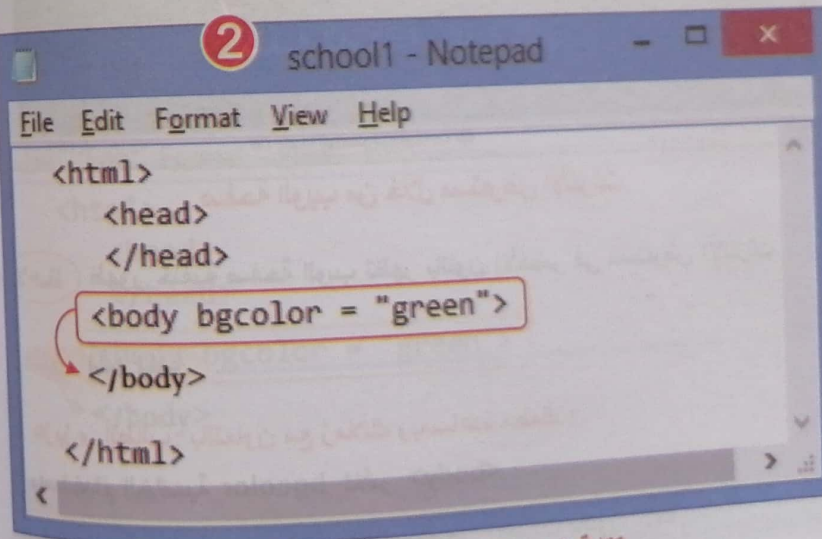 2
school1 - Notepad
File Edit Format View Help
<html>
<head>
</head>
<body bgcolor = "green">
</body>
</html>